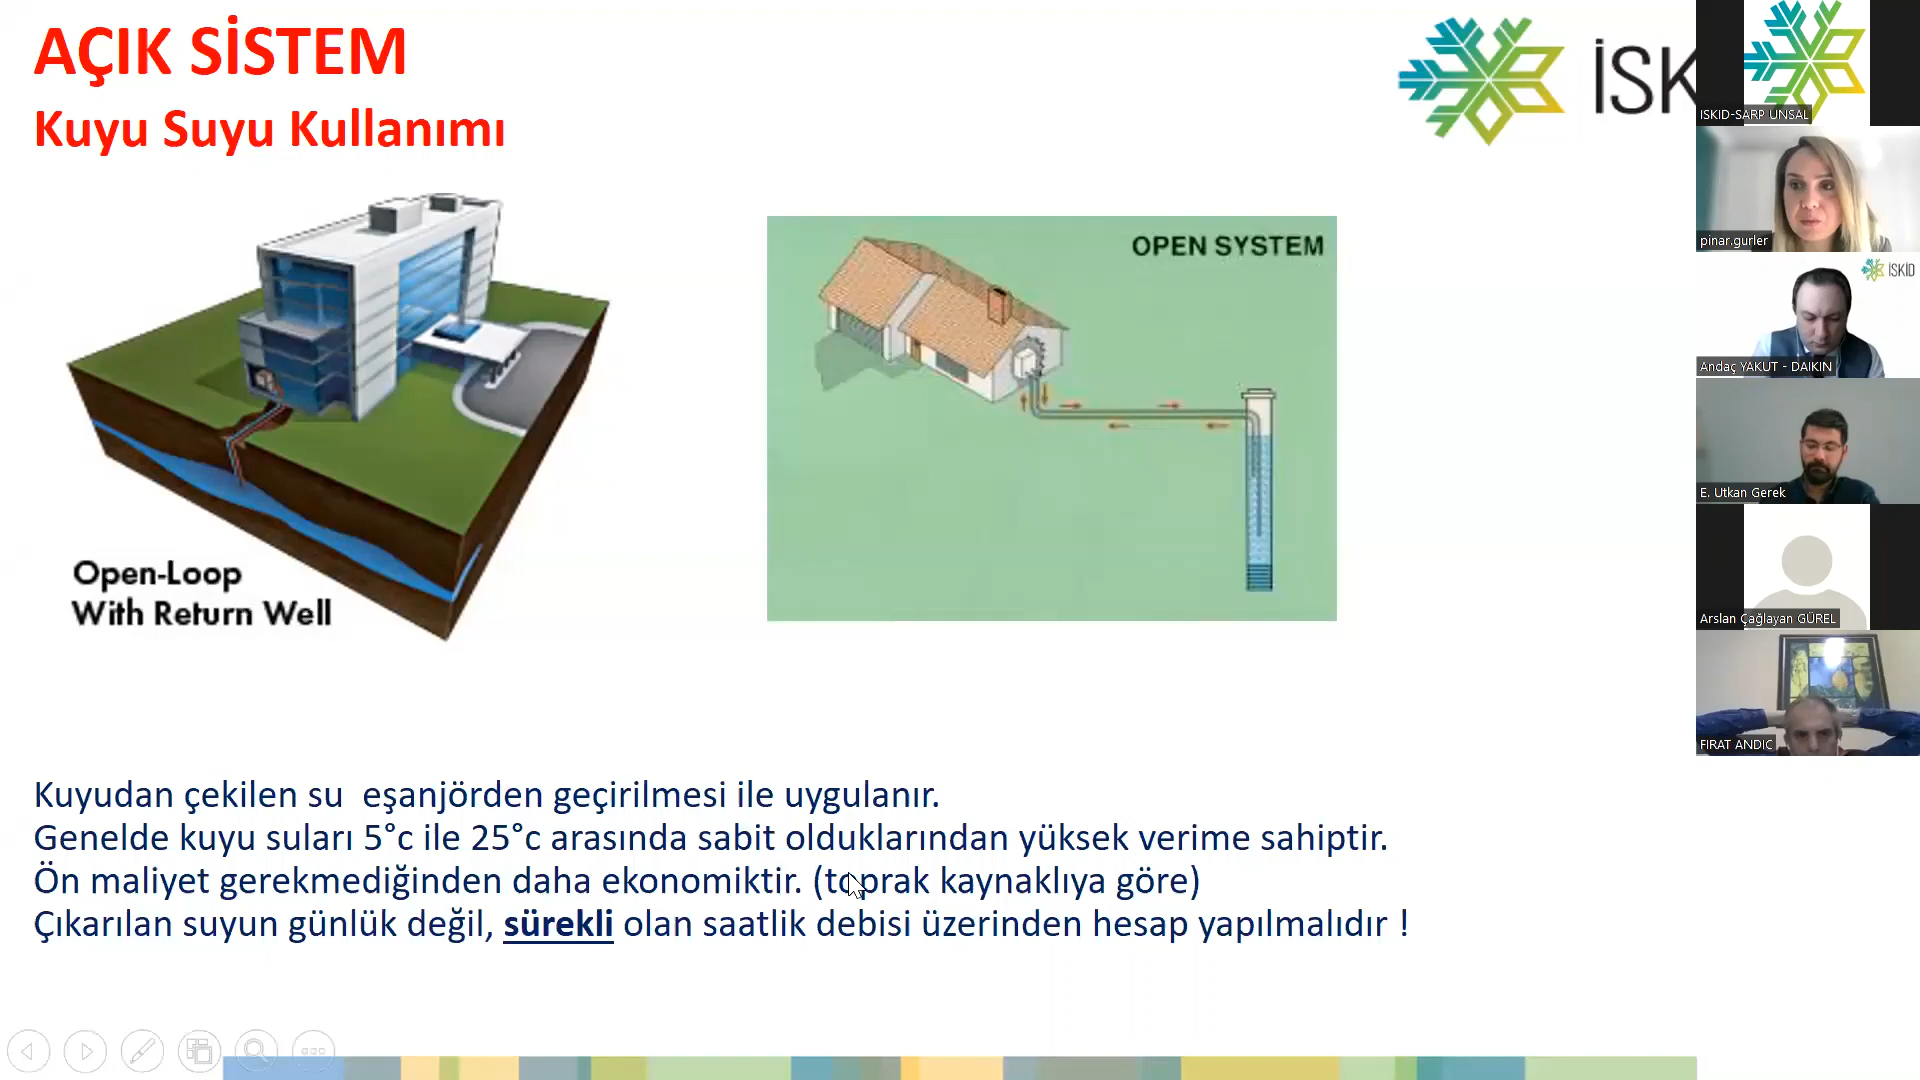 AÇIK SİSTEM
Kuyu Suyu Kullanımı
İSK
Open-Loop
With Return Well
OPEN SYSTEM
Kuyudan çekilen su  eşanjörden geçirilmesi ile uygulanır.
Genelde kuyu suları 5°c ile 25°c arasında sabit olduklarından yüksek verime sahiptir.
Ön maliyet gerekmediğinden daha ekonomiktir. (toprak kaynaklıya göre)
Çıkarılan suyun günlük değil, sürekli olan saatlik debisi üzerinden hesap yapılmalıdır !
ISKID-SARP ÜNSAL
pinar.gurler
İSKİD
Andaç YAKUT - DAIKIN
E. Utkan Gerek
Arslan Çağlayan GÜREL
FIRAT ANDIC